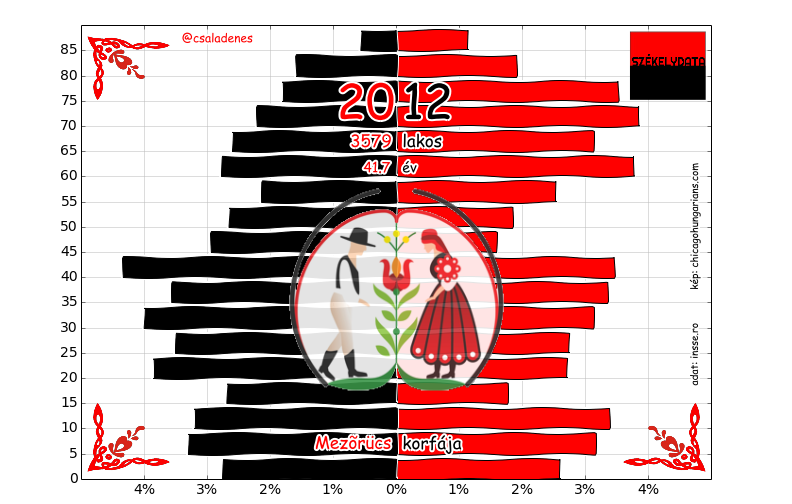 @csaladenes
SZÉKELYDATA
2012
3579 lakos
41.7 év
kép: chicagohungarians.com
adat: insse.ro
Mezőrücs korfája
85
80
75
70
65
60
55
50
45
40
35
30
25
20
15
10
5
0
4% 3% 2% 1% 0% 1% 2% 3% 4%